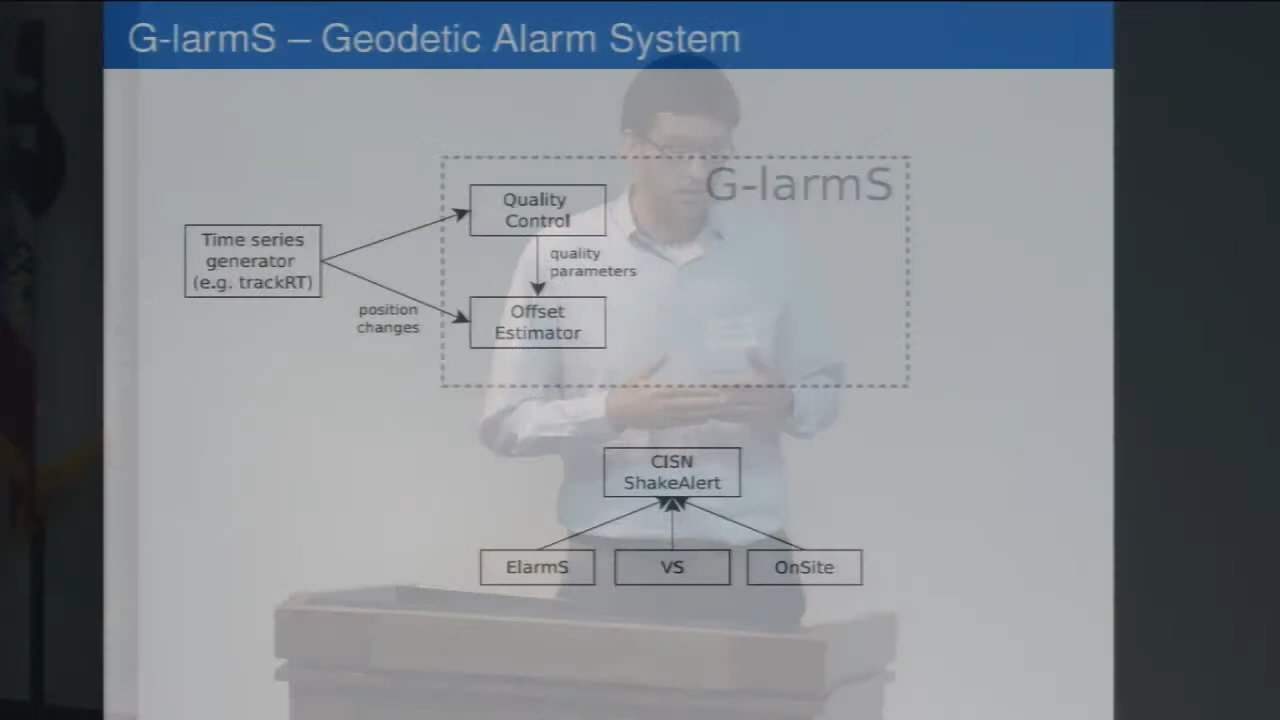 G-larmS – Geodetic Alarm System
G-larmS
Quality
Control
Time series
generator
(e.g. trackRT)
quality
parameters
position
changes
Offset
Estimator
CISN
ShakeAlert
ElarmS
VS
OnSite